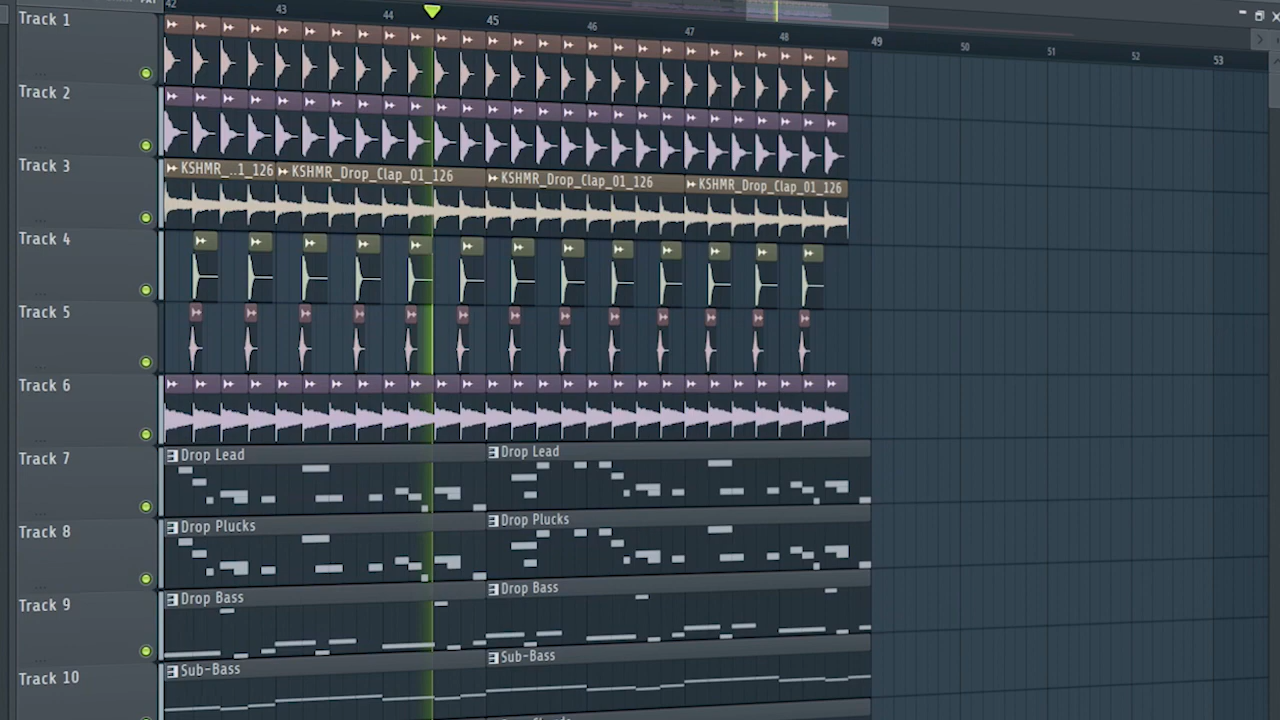 42 43 44 45 46 47 48 49 50 51 52 53
Track 1
Track 2
Track 3
KSHMR_..1_126 KSHMR_Drop_Clap_01_126 KSHMR_Drop_Clap_01_126 KSHMR_Drop_Clap_01_126
Track 4
Track 5
Track 6
Track 7
Drop Lead Drop Lead
Track 8
Drop Plucks Drop Plucks
Track 9
Drop Bass Drop Bass
Track 10
Sub-Bass Sub-Bass